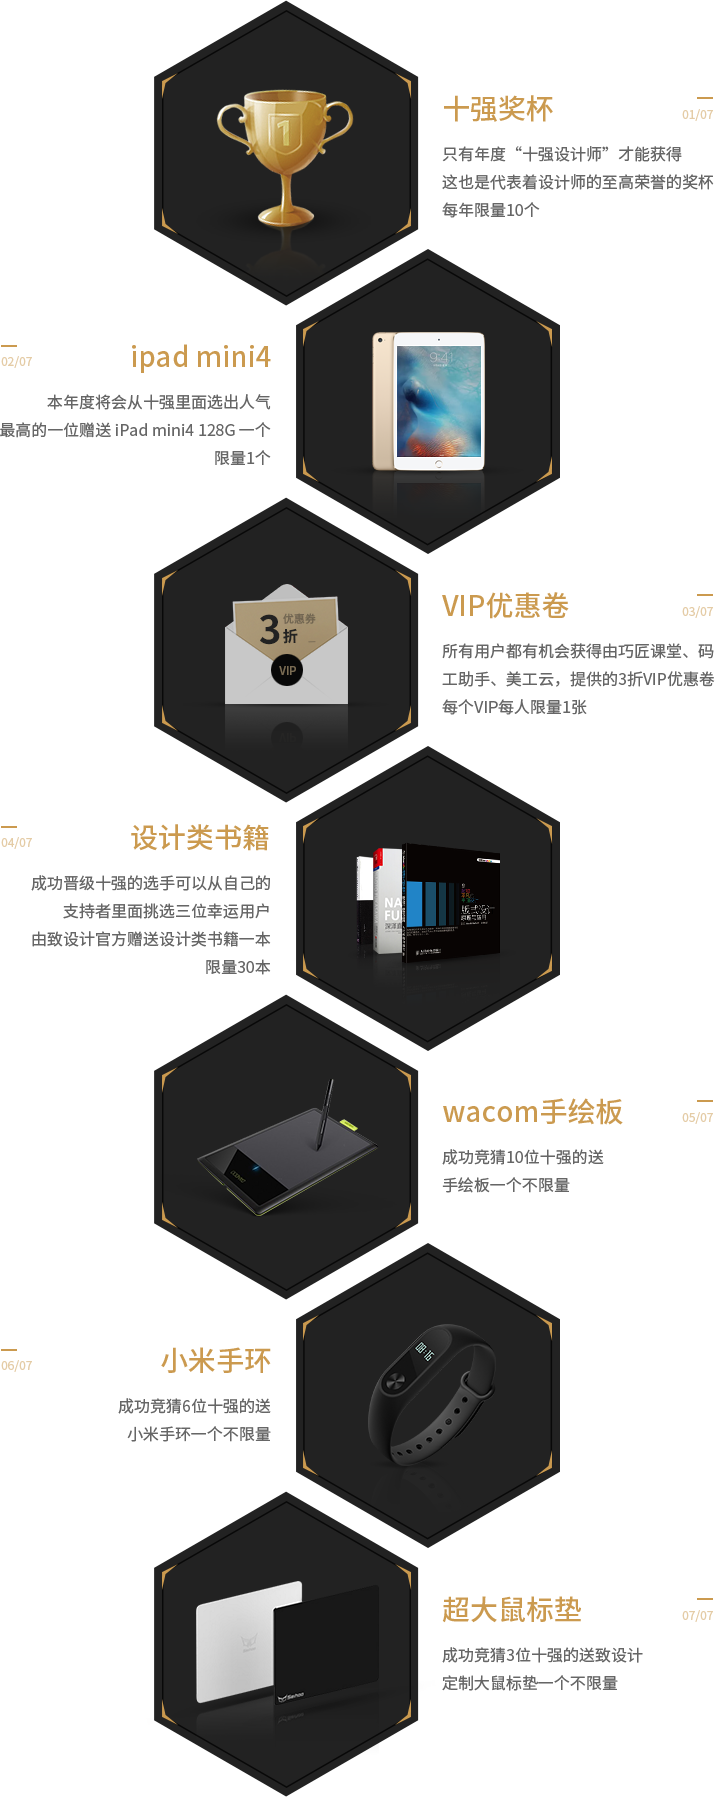 1
十强奖杯
01/07
只有年度“十强设计师”才能获得
这也是代表着设计师的至高荣誉的奖杯
每年限量10个
02/07
ipad mini4
本年度将会从十强里面选出人气
最高的一位赠送 iPad mini4 128G 一个
限量1个
9:41
3
优惠券
折
VIP
VIP优惠卷
03/07
所有用户都有机会获得由巧匠课堂、码
工助手、美工云，提供的3折VIP优惠卷
每个VIP每人限量1张
04/07
设计类书籍
成功晋级十强的选手可以从自己的
支持者里面挑选三位幸运用户
由致设计官方赠送设计类书籍一本
限量30本
NA
FU
版式设计
wacom手绘板
05/07
成功竞猜10位十强的送
手绘板一个不限量
06/07
小米手环
成功竞猜6位十强的送
小米手环一个不限量
08:16
超大鼠标垫
07/07
成功竞猜3位十强的送致设计
定制大鼠标垫一个不限量